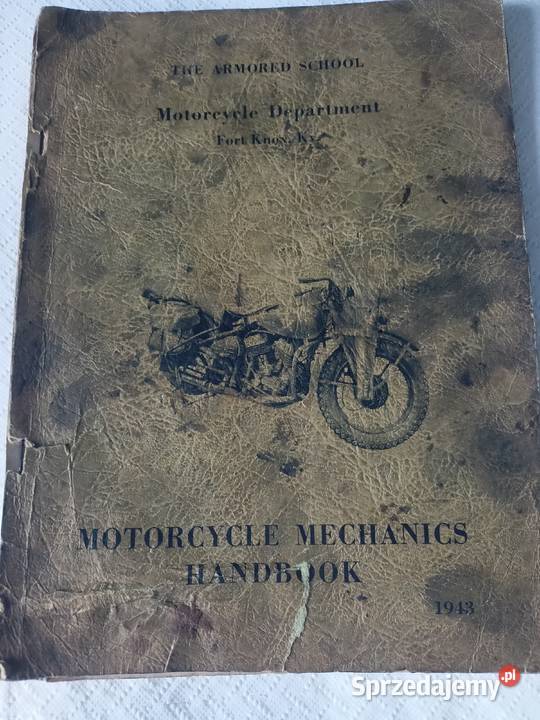 THE ARMORED SCHOOL
Motorcycle Department
Fort Knox, Ky.
MOTORCYCLE MECHANICS
HANDBOOK
1943
Sprzedajemy.pl